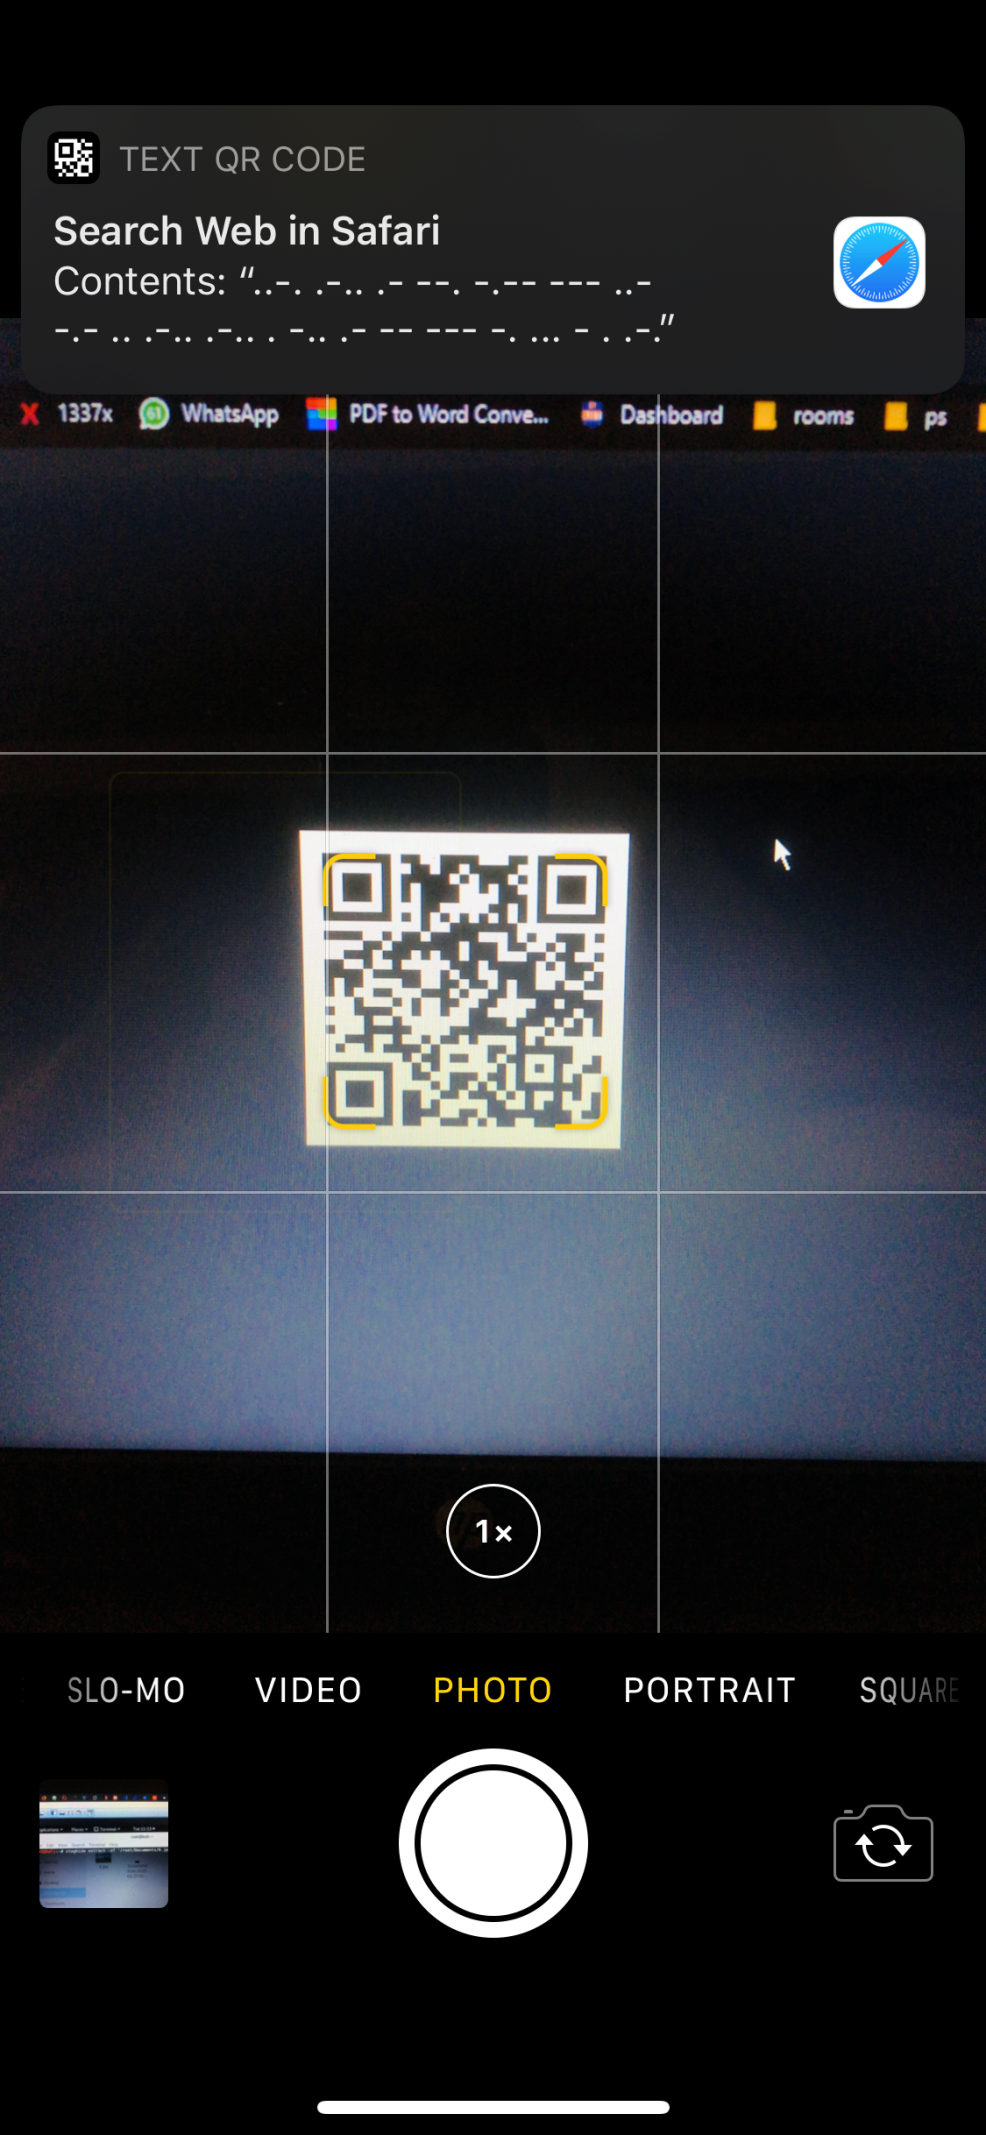 TEXT QR CODE
Search Web in Safari
Contents: “..-. .-.. .- --. -.-- --- ..-
-.- .. .-.. .-.. . -.. .- -- --- -. ... - . .-.”
1337x 61 WhatsApp PDF to Word Conve... Dashboard rooms ps
1×
SLO-MO VIDEO PHOTO PORTRAIT SQUARE